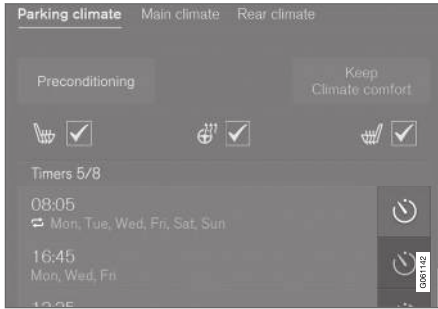 Parking climate Main climate Rear climate
Preconditioning
Keep
Climate comfort
Timers 5/8
08:05
Mon, Tue, Wed, Fri, Sat, Sun
16:45
Mon, Wed, Fri
G061142